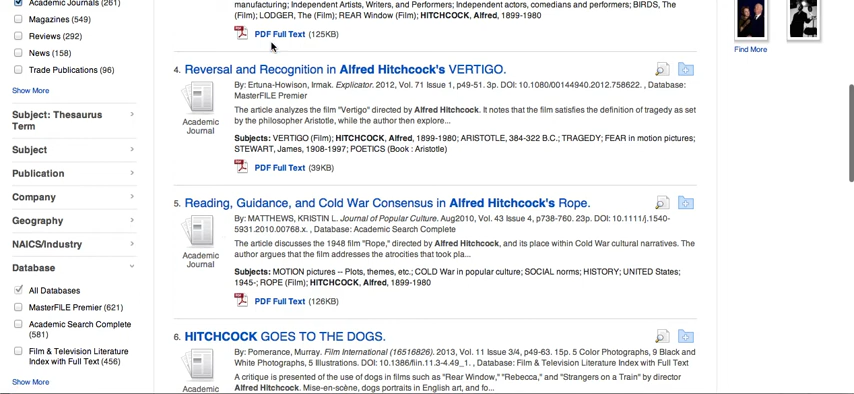 Academic Journals (261)
Magazines (549)
Reviews (292)
News (158)
Trade Publications (96)
Show More
Subject: Thesaurus
Term
Subject
Publication
Company
Geography
NAICS/Industry
Database
All Databases
MasterFILE Premier (621)
Academic Search Complete
(581)
Film & Television Literature
Index with Full Text (456)
Show More
manufacturing; Independent Artists, Writers, and Performers; Independent actors, comedians and performers; BIRDS, The
(Film); LODGER, The (Film); REAR Window (Film); HITCHCOCK, Alfred, 1899-1980
PDF Full Text (125KB)
4. Reversal and Recognition in Alfred Hitchcock's VERTIGO.
By: Ertuna-Howison, Irmak. Explicator. 2012, Vol. 71 Issue 1, p49-51. 3p. DOI: 10.1080/00144940.2012.758622. , Database:
MasterFILE Premier
Academic
Journal
The article analyzes the film "Vertigo" directed by Alfred Hitchcock. It notes that the film satisfies the definition of tragedy as set
by the philosopher Aristotle, while the author then explore...
Subjects: VERTIGO (Film); HITCHCOCK, Alfred, 1899-1980; ARISTOTLE, 384-322 B.C.; TRAGEDY; FEAR in motion pictures;
STEWART, James, 1908-1997; POETICS (Book : Aristotle)
PDF Full Text (39KB)
5. Reading, Guidance, and Cold War Consensus in Alfred Hitchcock's Rope.
By: MATTHEWS, KRISTIN L. Journal of Popular Culture. Aug2010, Vol. 43 Issue 4, p738-760. 23p. DOI: 10.1111/j.1540-
5931.2010.00768.x. , Database: Academic Search Complete
Academic
Journal
The article discusses the 1948 film "Rope," directed by Alfred Hitchcock, and its place within Cold War cultural narratives. The
author argues that the film addresses the atrocities that took pla...
Subjects: MOTION pictures -- Plots, themes, etc.; COLD War in popular culture; SOCIAL norms; HISTORY; UNITED States;
1945-; ROPE (Film); HITCHCOCK, Alfred, 1899-1980
PDF Full Text (126KB)
6. HITCHCOCK GOES TO THE DOGS.
By: Pomerance, Murray. Film International (16516826). 2013, Vol. 11 Issue 3/4, p49-63. 15p. 5 Color Photographs, 9 Black and
White Photographs, 5 Illustrations. DOI: 10.1386/fiin.11.3-4.49_1. , Database: Film & Television Literature Index with Full Text
Academic
A critique is presented of the use of dogs in films such as "Rear Window," "Rebecca," and "Strangers on a Train" by director
Alfred Hitchcock. Mise-en-scène, dogs portraits in English art, and fo...
Find More